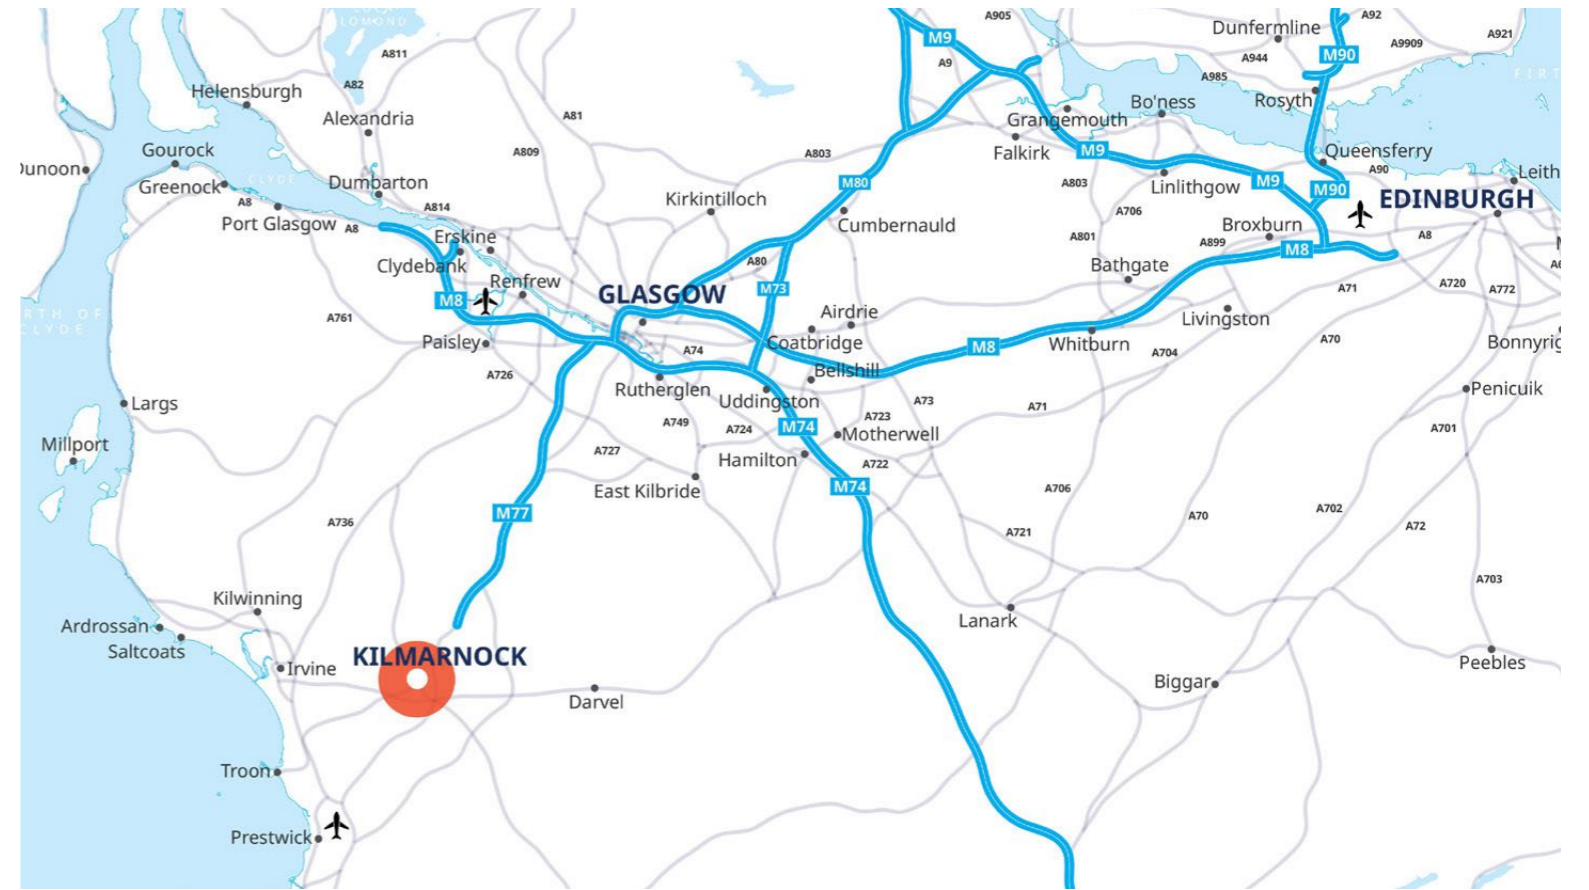 LOMOND
A905
A92
Dunfermline
A921
M9
A9909
A811
M90
A944
A9
A985
A82
Helensburgh
FIRT
Rosyth
Bo'ness
Alexandria
A81
Grangemouth
Gourock
A809
A803
Falkirk
M9
Queensferry
Dunoon
A90
Leith
CLYDE
Greenock
Dumbarton
M80
A803
Linlithgow
M9
M90
A8
A814
Kirkintilloch
A706
EDINBURGH
Port Glasgow
A8
Cumbernauld
Broxburn
Erskine
A801
A899
A8
M8
Clydebank
A80
Bathgate
Renfrew
A71
A720
A772
M73
GLASGOW
M8
RTH OF
CLYDE
A761
Airdrie
Livingston
Paisley
Coatbridge
M8
Whitburn
A70
Bonnyrig
A74
A704
A726
Bellshill
Rutherglen
Penicuik
Largs
Uddingston
A73
A71
A749
A724
M74
A723
A701
Millport
Motherwell
A727
Hamilton
A722
East Kilbride
M74
A706
M77
A736
A70
A702
A721
A72
A703
Kilwinning
Ardrossan
Lanark
Saltcoats
KILMARNOCK
Irvine
Peebles
Biggar
Darvel
Troon
Prestwick